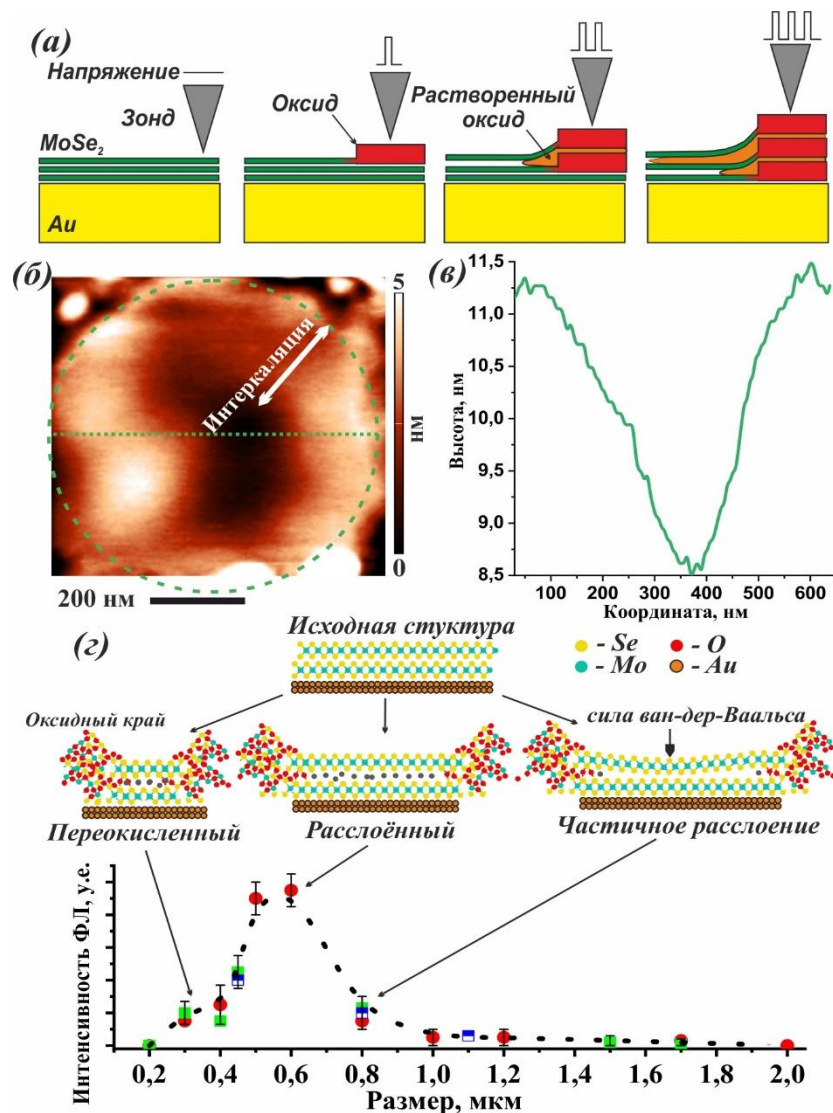 (а)
Напряжение
Зонд
MoSe₂
Au
Оксид
Растворенный
оксид
(б)
Интеркаляция
200 нм
5
нм
0
(в)
11,5
11,0
10,5
10,0
9,5
9,0
8,5
Высота, нм
100 200 300 400 500 600
Координата, нм
(г)
Исходная стуктура
- Se - O
- Mo - Au
Оксидный край
сила ван-дер-Ваальса
Переокисленный
Расслоённый
Частичное расслоение
Интенсивность ФЛ, у.е.
0,2 0,4 0,6 0,8 1,0 1,2 1,4 1,6 1,8 2,0
Размер, мкм